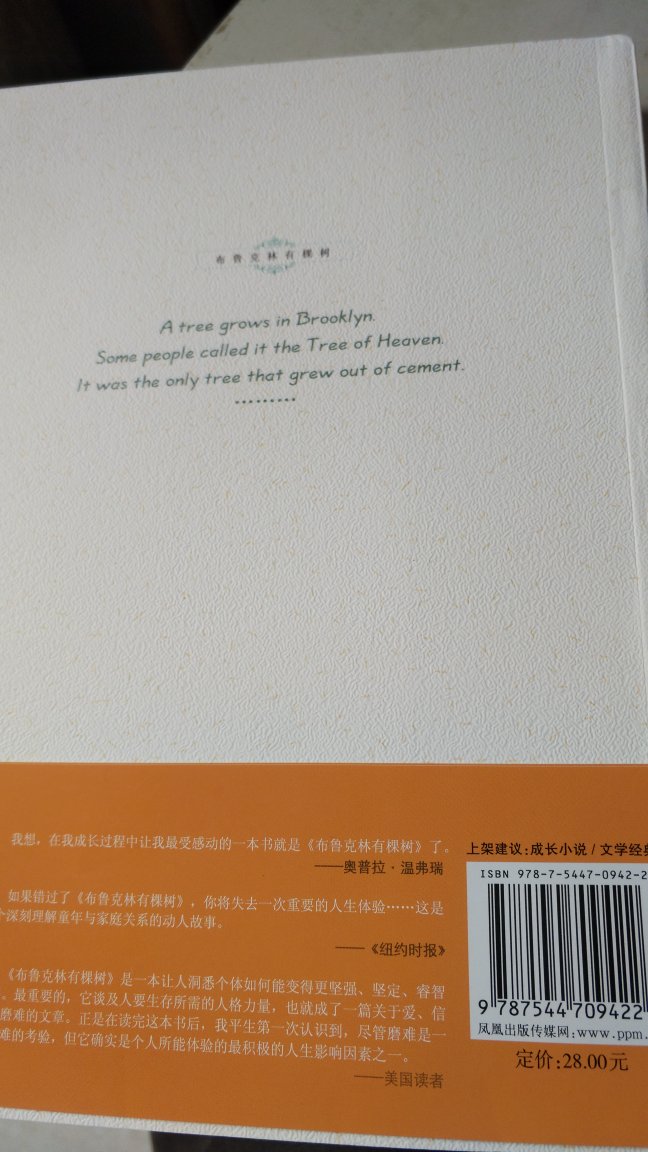 布鲁克林有棵树
A tree grows in Brooklyn.
Some people called it the Tree of Heaven.
It was the only tree that grew out of cement.
………
我想，在我成长过程中让我最受感动的一本书就是《布鲁克林有棵树》了。
——奥普拉·温弗瑞
如果错过了《布鲁克林有棵树》，你将失去一次重要的人生体验……这是
个深刻理解童年与家庭关系的动人故事。
——《纽约时报》
《布鲁克林有棵树》是一本让人洞悉个体如何能变得更坚强、坚定、睿智
。最重要的，它谈及人要生存所需的人格力量，也就成了一篇关于爱、信
磨难的文章。正是在读完这本书后，我平生第一次认识到，尽管磨难是一
难的考验，但它确实是个人所能体验的最积极的人生影响因素之一。
——美国读者
上架建议：成长小说 / 文学经典
ISBN 978-7-5447-0942-2
9 787544 709422
凤凰出版传媒网：www.ppm.
定价：28.00元